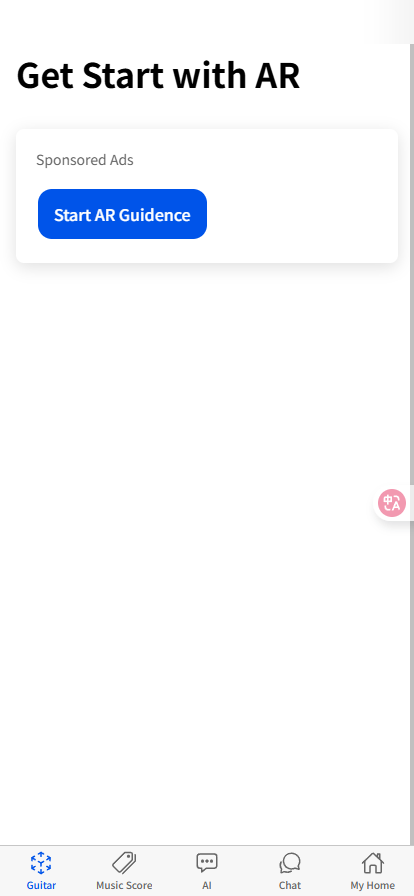 Get Start with AR
Sponsored Ads
Start AR Guidence
中A
Guitar
Music Score
AI
Chat
My Home